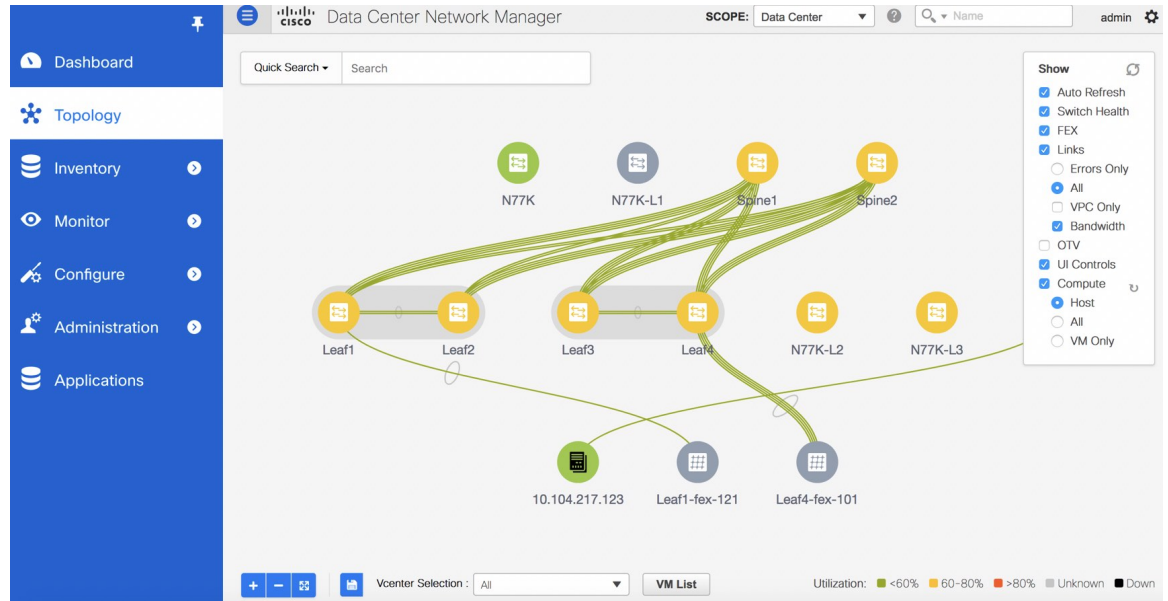 cisco Data Center Network Manager
SCOPE: Data Center
Name
admin
Dashboard
Topology
Inventory
Monitor
Configure
Administration
Applications
Quick Search
Search
Show
Auto Refresh
Switch Health
FEX
Links
Errors Only
All
VPC Only
Bandwidth
OTV
UI Controls
Compute
Host
All
VM Only
N77K
N77K-L1
Spine1
Spine2
Leaf1
Leaf2
Leaf3
Leaf4
N77K-L2
N77K-L3
10.104.217.123
Leaf1-fex-121
Leaf4-fex-101
Vcenter Selection : All
VM List
Utilization: <60% 60-80% >80% Unknown Down